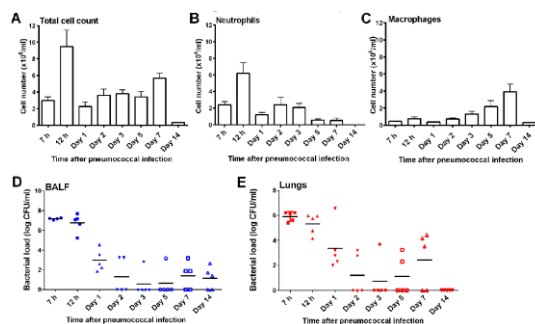 A Total cell count
Cell number (×10⁶/ml)
12
10
8
6
4
2
0
7 h 12 h Day 1 Day 2 Day 3 Day 5 Day 7 Day 14
Time after pneumococcal infection
B Neutrophils
Cell number (×10⁶/ml)
12
10
8
6
4
2
0
7 h 12 h Day 1 Day 2 Day 3 Day 5 Day 7 Day 14
Time after pneumococcal infection
C Macrophages
Cell number (×10⁶/ml)
12
10
8
6
4
2
0
7 h 12 h Day 1 Day 2 Day 3 Day 5 Day 7 Day 14
Time after pneumococcal infection
D BALF
Bacterial load (log CFU/ml)
10
8
6
4
2
0
7 h 12 h Day 1 Day 2 Day 3 Day 5 Day 7 Day 14
Time after pneumococcal infection
E Lungs
Bacterial load (log CFU/ml)
10
8
6
4
2
0
7 h 12 h Day 1 Day 2 Day 3 Day 5 Day 7 Day 14
Time after pneumococcal infection